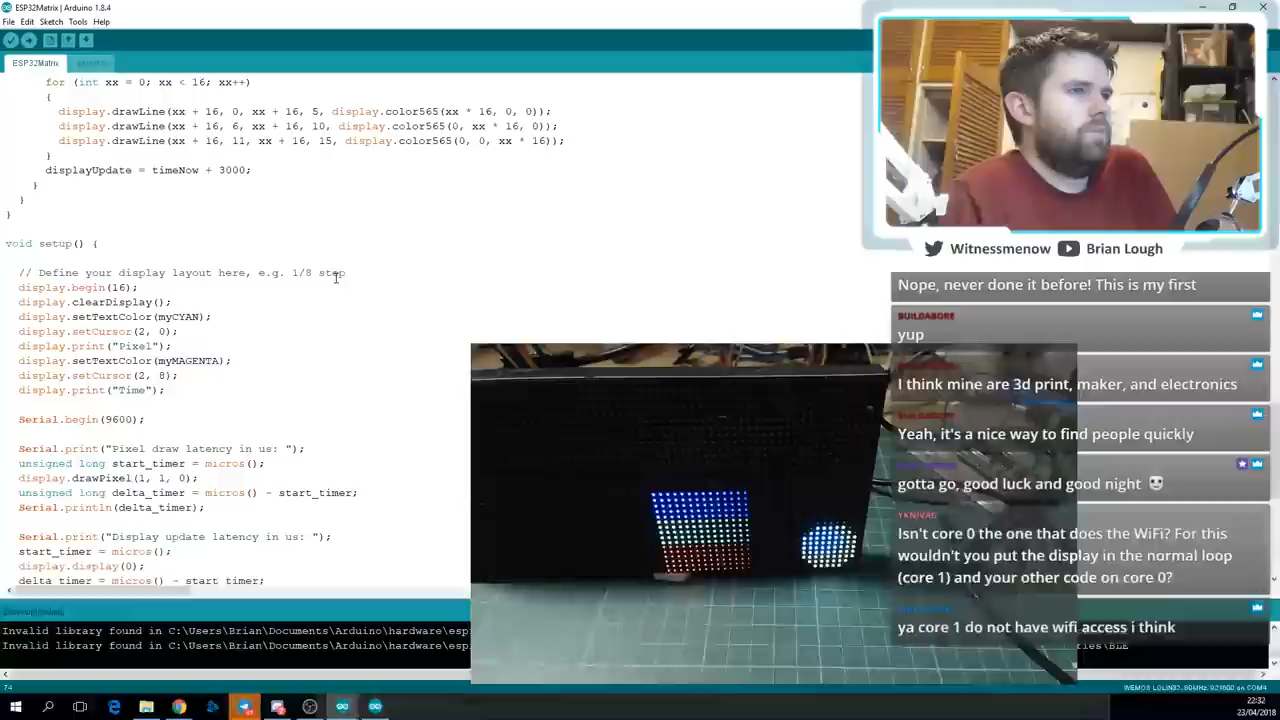 ESP32Matrix | Arduino 1.8.4
File Edit Sketch Tools Help
ESP32Matrix
for (int xx = 0; xx < 16; xx++)
{
display.drawLine(xx + 16, 0, xx + 16, 5, display.color565(xx * 16, 0, 0));
display.drawLine(xx + 16, 6, xx + 16, 10, display.color565(0, xx * 16, 0));
display.drawLine(xx + 16, 11, xx + 16, 15, display.color565(0, 0, xx * 16));
}
displayUpdate = timeNow + 3000;
}
}
}
void setup() {
// Define your display layout here, e.g. 1/8 step
display.begin(16);
display.clearDisplay();
display.setTextColor(myCYAN);
display.setCursor(2, 0);
display.print("Pixel");
display.setTextColor(myMAGENTA);
display.setCursor(2, 8);
display.print("Time");
Serial.begin(9600);
Serial.print("Pixel draw latency in us: ");
unsigned long start_timer = micros();
display.drawPixel(1, 1, 0);
unsigned long delta_timer = micros() - start_timer;
Serial.println(delta_timer);
Serial.print("Display update latency in us: ");
start_timer = micros();
display.display(0);
delta_timer = micros() - start_timer;
Invalid library found in C:\Users\Brian\Documents\Arduino\hardware\esp
Invalid library found in C:\Users\Brian\Documents\Arduino\hardware\esp
74
Witnessmenow Brian Lough
Nope, never done it before! This is my first
BUILDABORE
yup
I think mine are 3d print, maker, and electronics
Yeah, it's a nice way to find people quickly
gotta go, good luck and good night
YKNIVAG
Isn't core 0 the one that does the WiFi? For this
wouldn't you put the display in the normal loop
(core 1) and your other code on core 0?
ya core 1 do not have wifi access i think
22:32
23/04/2018